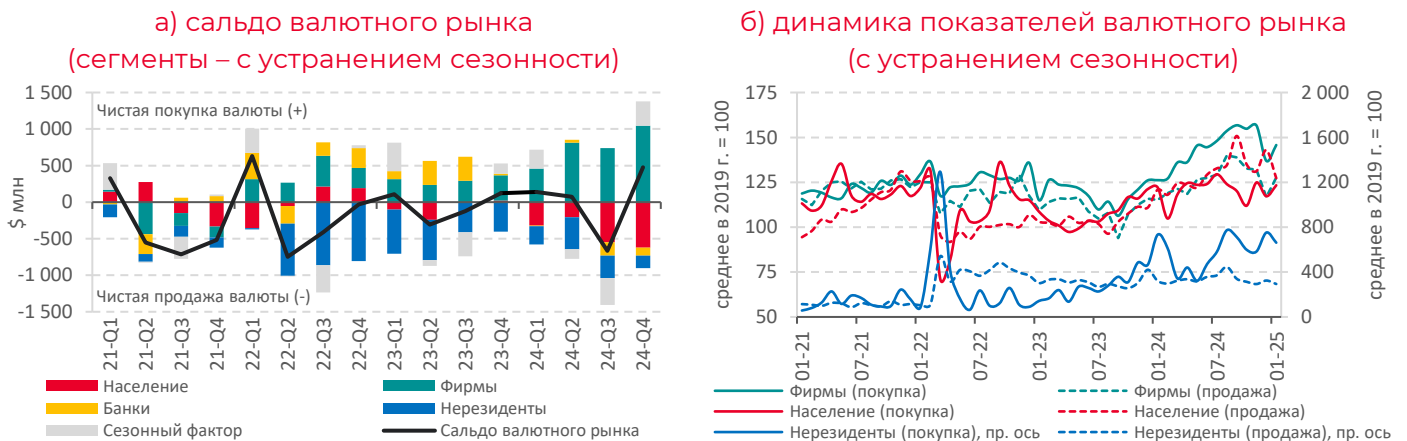 а) сальдо валютного рынка
(сегменты – с устранением сезонности)
$ млн
1 500
1 000
500
0
-500
-1 000
-1 500
Чистая покупка валюты (+)
Чистая продажа валюты (-)
21-Q1
21-Q2
21-Q3
21-Q4
22-Q1
22-Q2
22-Q3
22-Q4
23-Q1
23-Q2
23-Q3
23-Q4
24-Q1
24-Q2
24-Q3
24-Q4
Население
Фирмы
Банки
Нерезиденты
Сезонный фактор
Сальдо валютного рынка
б) динамика показателей валютного рынка
(с устранением сезонности)
среднее в 2019 г. = 100
175
150
125
100
75
50
2 000
1 600
1 200
800
400
0
среднее в 2019 г. = 100
01-21
07-21
01-22
07-22
01-23
07-23
01-24
07-24
01-25
Фирмы (покупка)
Фирмы (продажа)
Население (покупка)
Население (продажа)
Нерезиденты (покупка), пр. ось
Нерезиденты (продажа), пр. ось